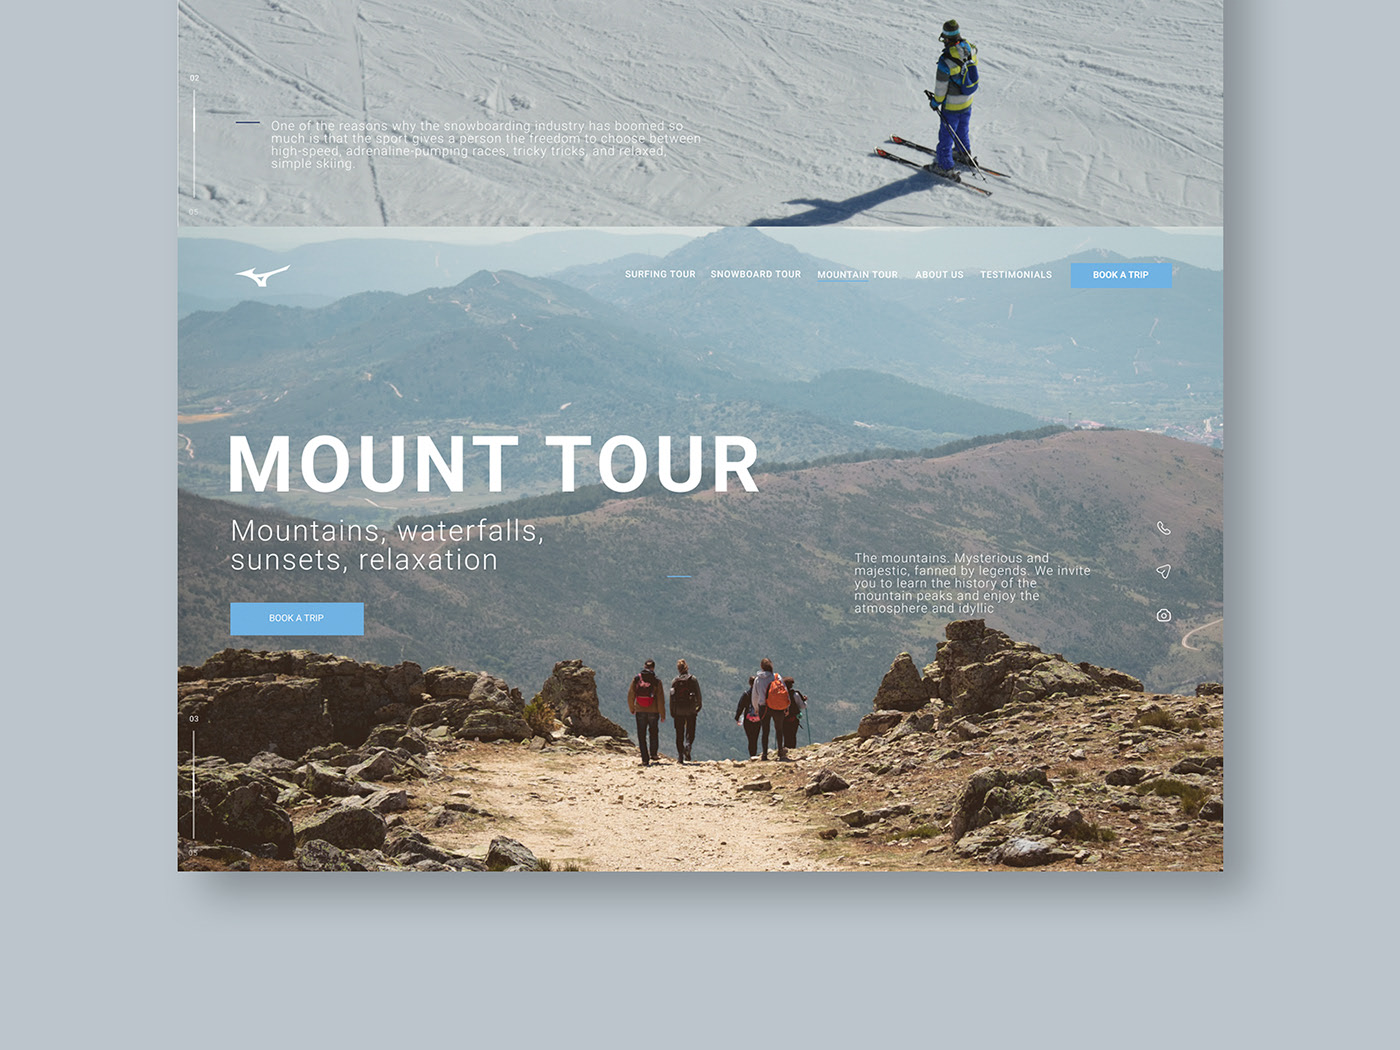 02
One of the reasons why the snowboarding industry has boomed so
much is that the sport gives a person the freedom to choose between
high-speed, adrenaline-pumping races, tricky tricks, and relaxed,
simple skiing.
05
SURFING TOUR SNOWBOARD TOUR MOUNTAIN TOUR ABOUT US TESTIMONIALS BOOK A TRIP
MOUNT TOUR
Mountains, waterfalls,
sunsets, relaxation
BOOK A TRIP
The mountains. Mysterious and
majestic, fanned by legends. We invite
you to learn the history of the
mountain peaks and enjoy the
atmosphere and idyllic
03
05